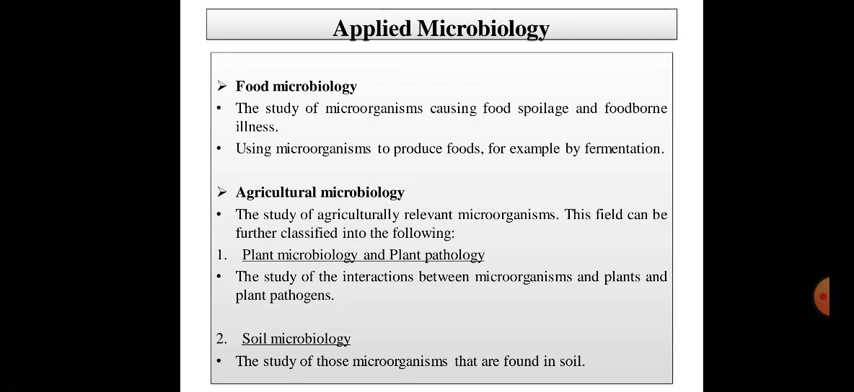 Applied Microbiology
➢ Food microbiology
• The study of microorganisms causing food spoilage and foodborne
illness.
• Using microorganisms to produce foods, for example by fermentation.
➢ Agricultural microbiology
• The study of agriculturally relevant microorganisms. This field can be
further classified into the following:
1. Plant microbiology and Plant pathology
• The study of the interactions between microorganisms and plants and
plant pathogens.
2. Soil microbiology
• The study of those microorganisms that are found in soil.